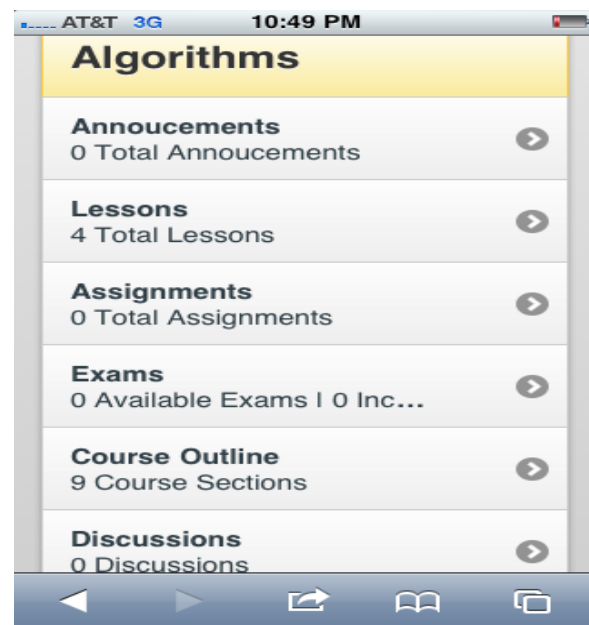 AT&T 3G 10:49 PM
Algorithms
Annoucements
0 Total Annoucements
Lessons
4 Total Lessons
Assignments
0 Total Assignments
Exams
0 Available Exams | 0 Inc...
Course Outline
9 Course Sections
Discussions
0 Discussions